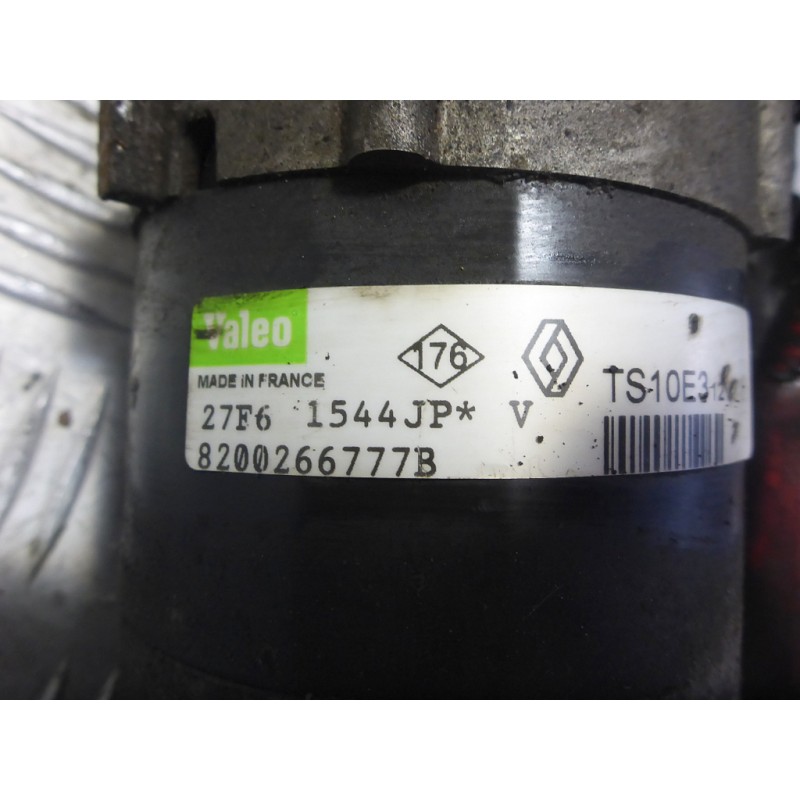 Valeo
176
MADE IN FRANCE
TS10E3
27F6 1544JP* V
8200266777B